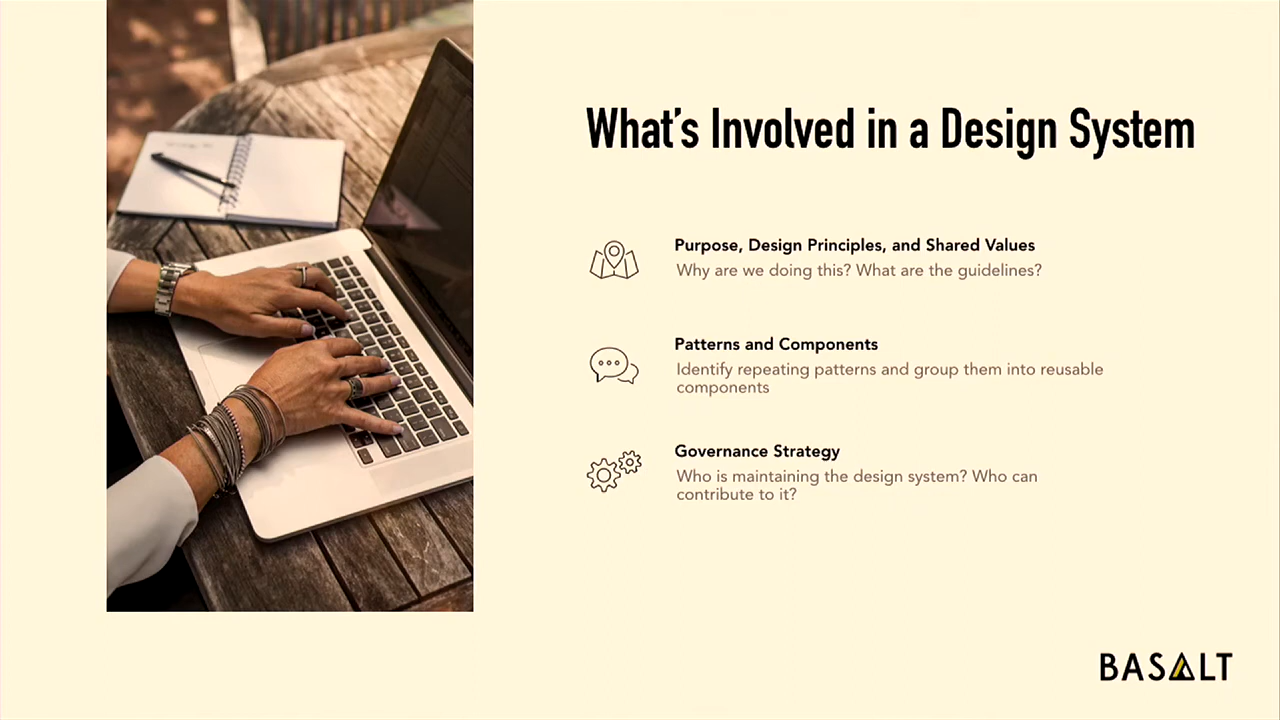 What's Involved in a Design System
Purpose, Design Principles, and Shared Values
Why are we doing this? What are the guidelines?
Patterns and Components
Identify repeating patterns and group them into reusable
components
Governance Strategy
Who is maintaining the design system? Who can
contribute to it?
BASALT